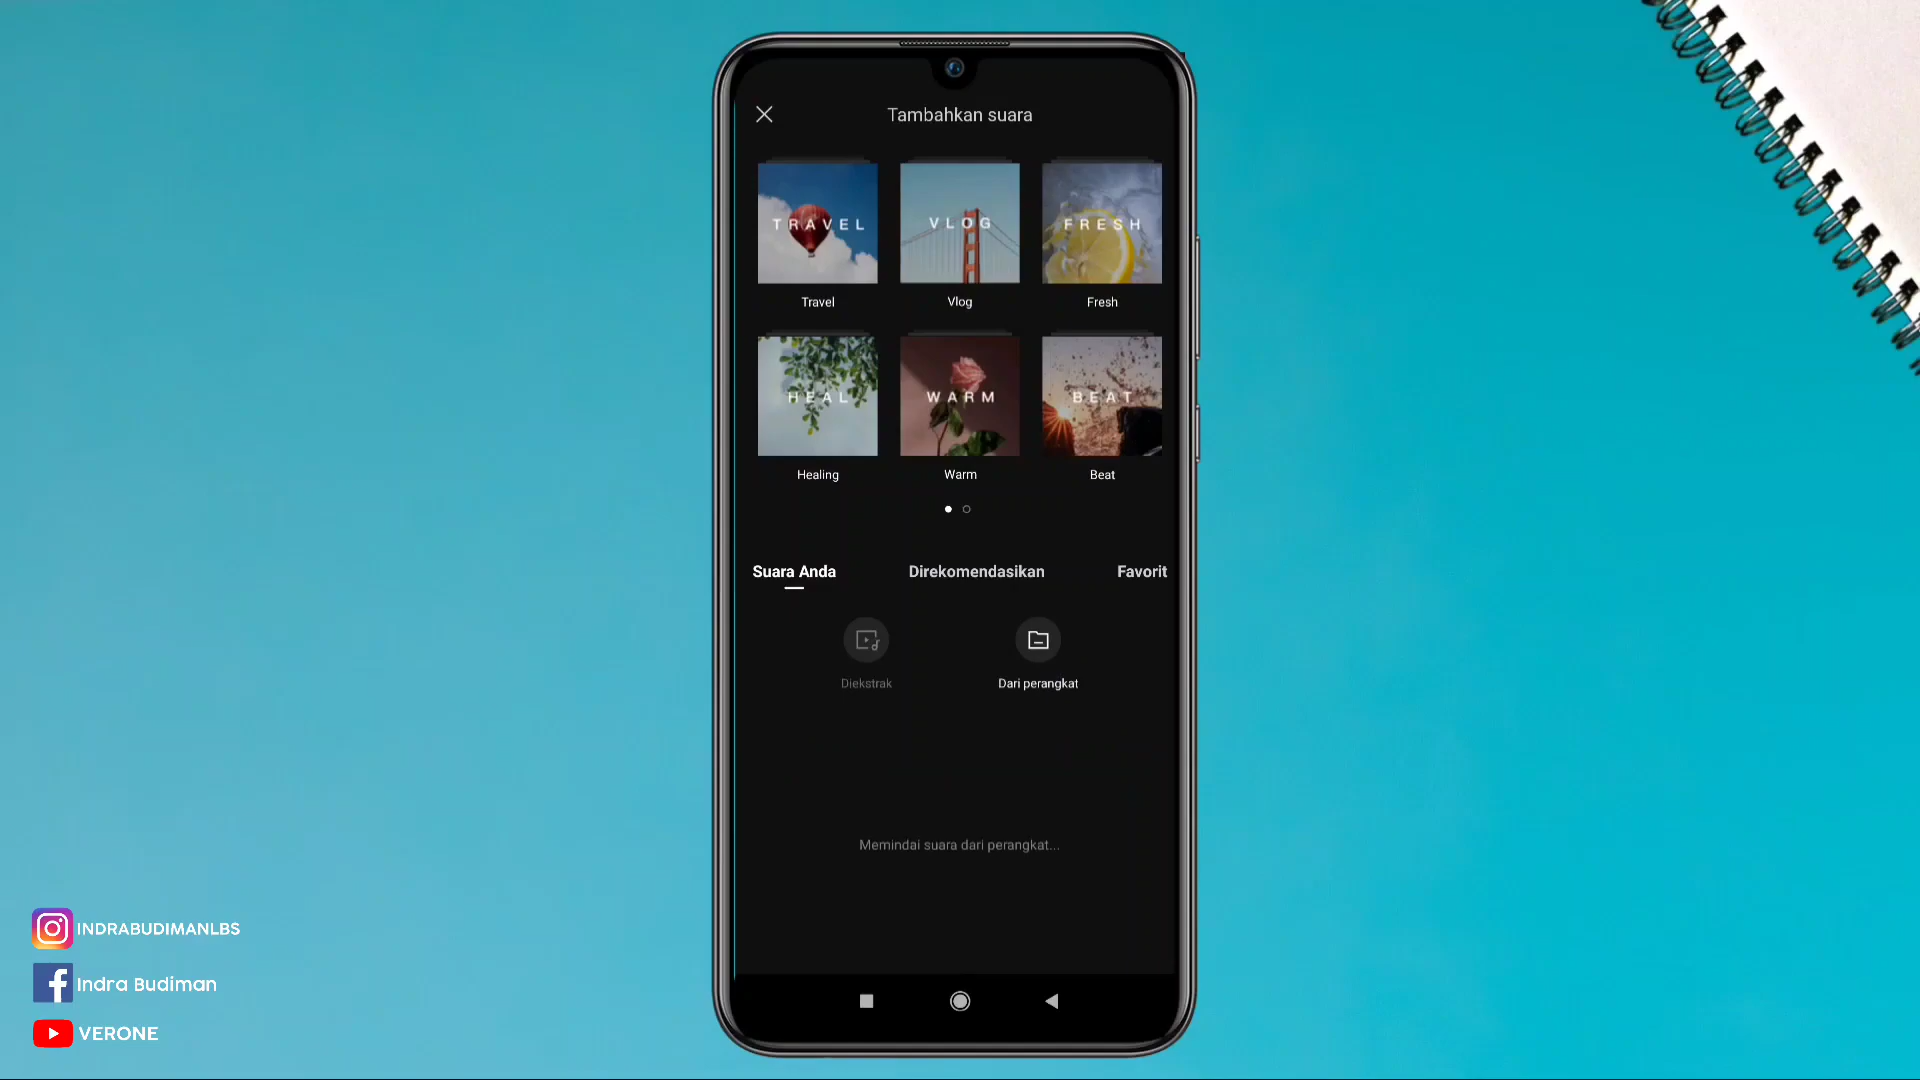 Tambahkan suara
TRAVEL
VLOG
FRESH
Travel
Vlog
Fresh
HEAL
WARM
BEAT
Healing
Warm
Beat
Suara Anda
Direkomendasikan
Favorit
Diekstrak
Dari perangkat
Memindai suara dari perangkat...
INDRABUDIMANLBS
Indra Budiman
VERONE